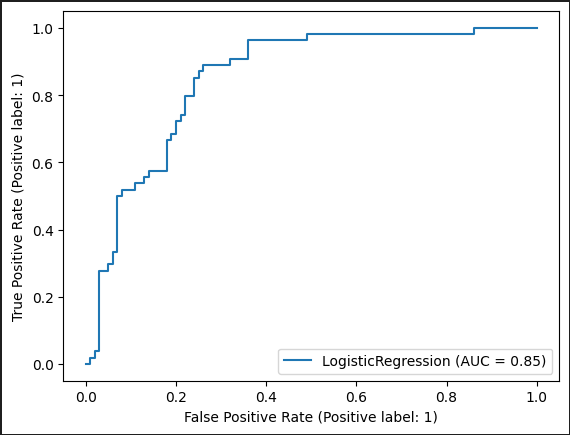 1.0
0.8
0.6
0.4
0.2
0.0
True Positive Rate (Positive label: 1)
LogisticRegression (AUC = 0.85)
0.0 0.2 0.4 0.6 0.8 1.0
False Positive Rate (Positive label: 1)